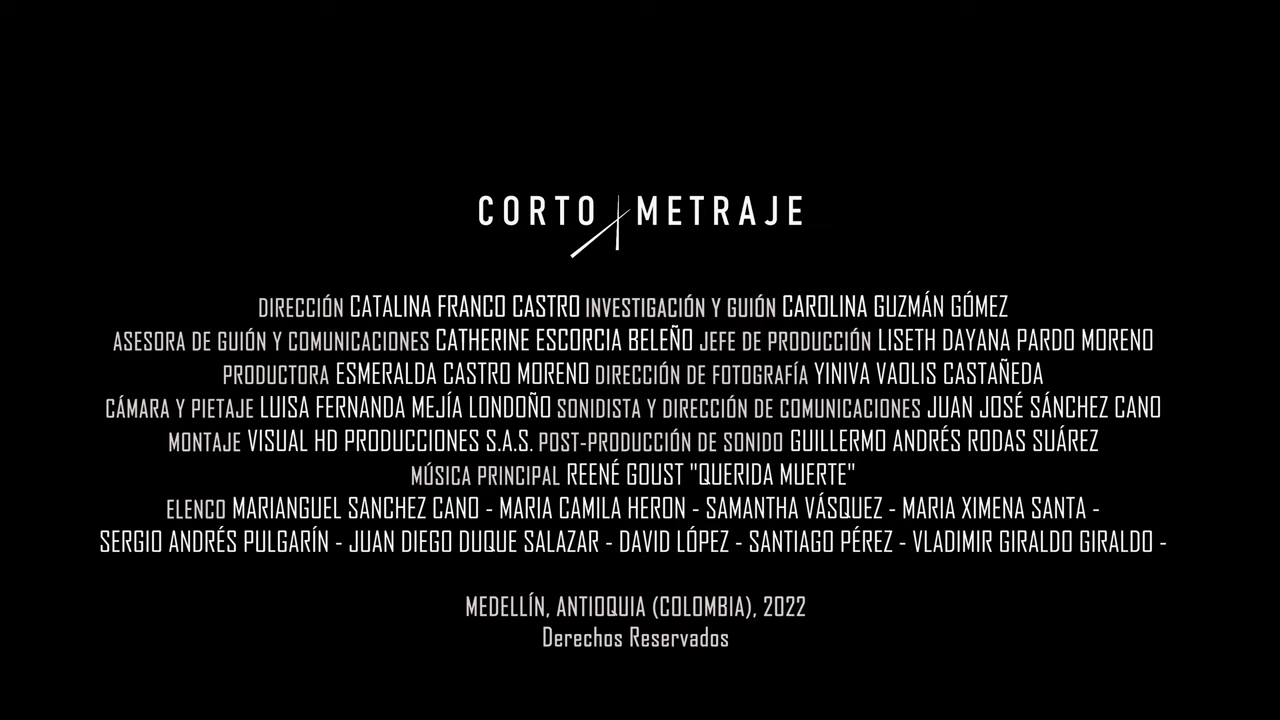 CORTO METRAJE
DIRECCIÓN CATALINA FRANCO CASTRO INVESTIGACIÓN Y GUIÓN CAROLINA GUZMÁN GÓMEZ
ASESORA DE GUIÓN Y COMUNICACIONES CATHERINE ESCORCIA BELEÑO JEFE DE PRODUCCIÓN LISETH DAYANA PARDO MORENO
PRODUCTORA ESMERALDA CASTRO MORENO DIRECCIÓN DE FOTOGRAFÍA YINIVA VAOLIS CASTAÑEDA
CÁMARA Y PIETAJE LUISA FERNANDA MEJÍA LONDOÑO SONIDISTA Y DIRECCIÓN DE COMUNICACIONES JUAN JOSÉ SÁNCHEZ CANO
MONTAJE VISUAL HD PRODUCCIONES S.A.S. POST-PRODUCCIÓN DE SONIDO GUILLERMO ANDRÉS RODAS SUÁREZ
MÚSICA PRINCIPAL REENÉ GOUST "QUERIDA MUERTE"
ELENCO MARIANGUEL SANCHEZ CANO - MARIA CAMILA HERON - SAMANTHA VÁSQUEZ - MARIA XIMENA SANTA -
SERGIO ANDRÉS PULGARÍN - JUAN DIEGO DUQUE SALAZAR - DAVID LÓPEZ - SANTIAGO PÉREZ - VLADIMIR GIRALDO GIRALDO -
MEDELLÍN, ANTIOQUIA (COLOMBIA), 2022
Derechos Reservados